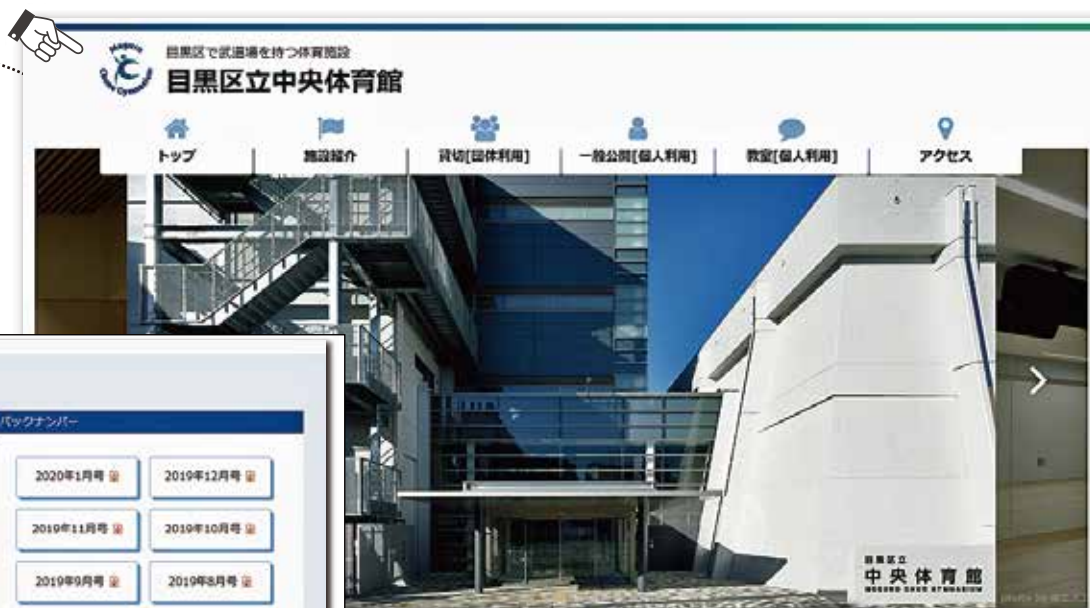 目黒区で武道場を持つ体育施設
目黒区立中央体育館
トップ
施設紹介
貸切[団体利用]
一般公開[個人利用]
教室[個人利用]
アクセス
バックナンバー
2020年1月号
2019年12月号
2019年11月号
2019年10月号
2019年9月号
2019年8月号
目黒区立
中央体育館
MEGURO CHUO GYMNASIUM